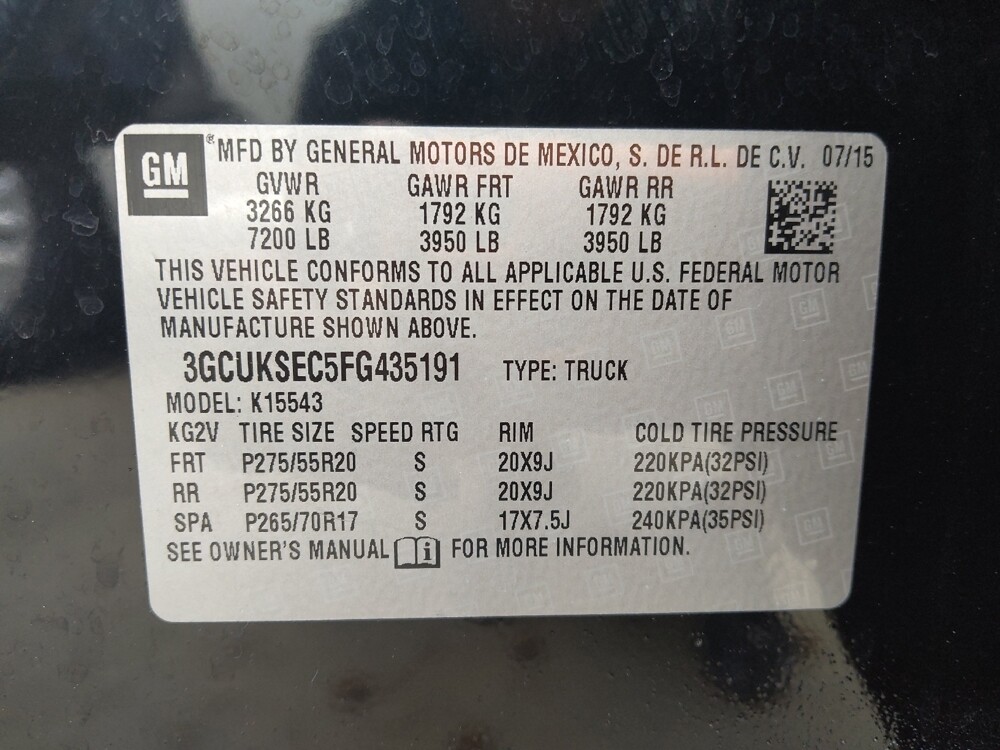 GM ® MFD BY GENERAL MOTORS DE MEXICO, S. DE R.L. DE C.V. 07/15
GVWR GAWR FRT GAWR RR
3266 KG 1792 KG 1792 KG
7200 LB 3950 LB 3950 LB
THIS VEHICLE CONFORMS TO ALL APPLICABLE U.S. FEDERAL MOTOR
VEHICLE SAFETY STANDARDS IN EFFECT ON THE DATE OF
MANUFACTURE SHOWN ABOVE.
3GCUKSEC5FG435191 TYPE: TRUCK
MODEL: K15543
KG2V TIRE SIZE SPEED RTG RIM COLD TIRE PRESSURE
FRT P275/55R20 S 20X9J 220KPA(32PSI)
RR P275/55R20 S 20X9J 220KPA(32PSI)
SPA P265/70R17 S 17X7.5J 240KPA(35PSI)
SEE OWNER'S MANUAL i FOR MORE INFORMATION.